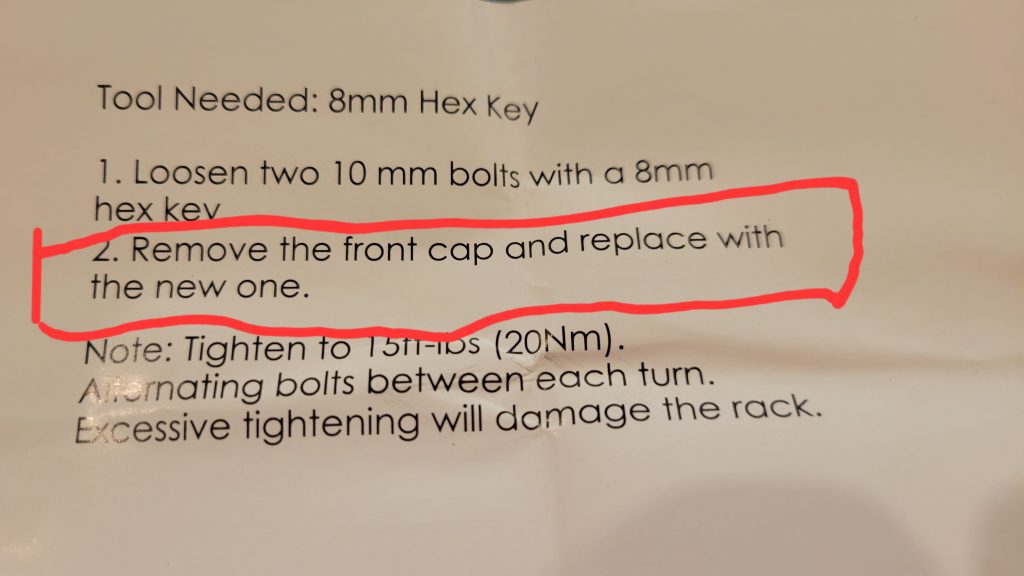 Tool Needed: 8mm Hex Key
1. Loosen two 10 mm bolts with a 8mm
hex key
2. Remove the front cap and replace with
the new one.
Note: Tighten to 15ft-lbs (20Nm).
Alternating bolts between each turn.
Excessive tightening will damage the rack.